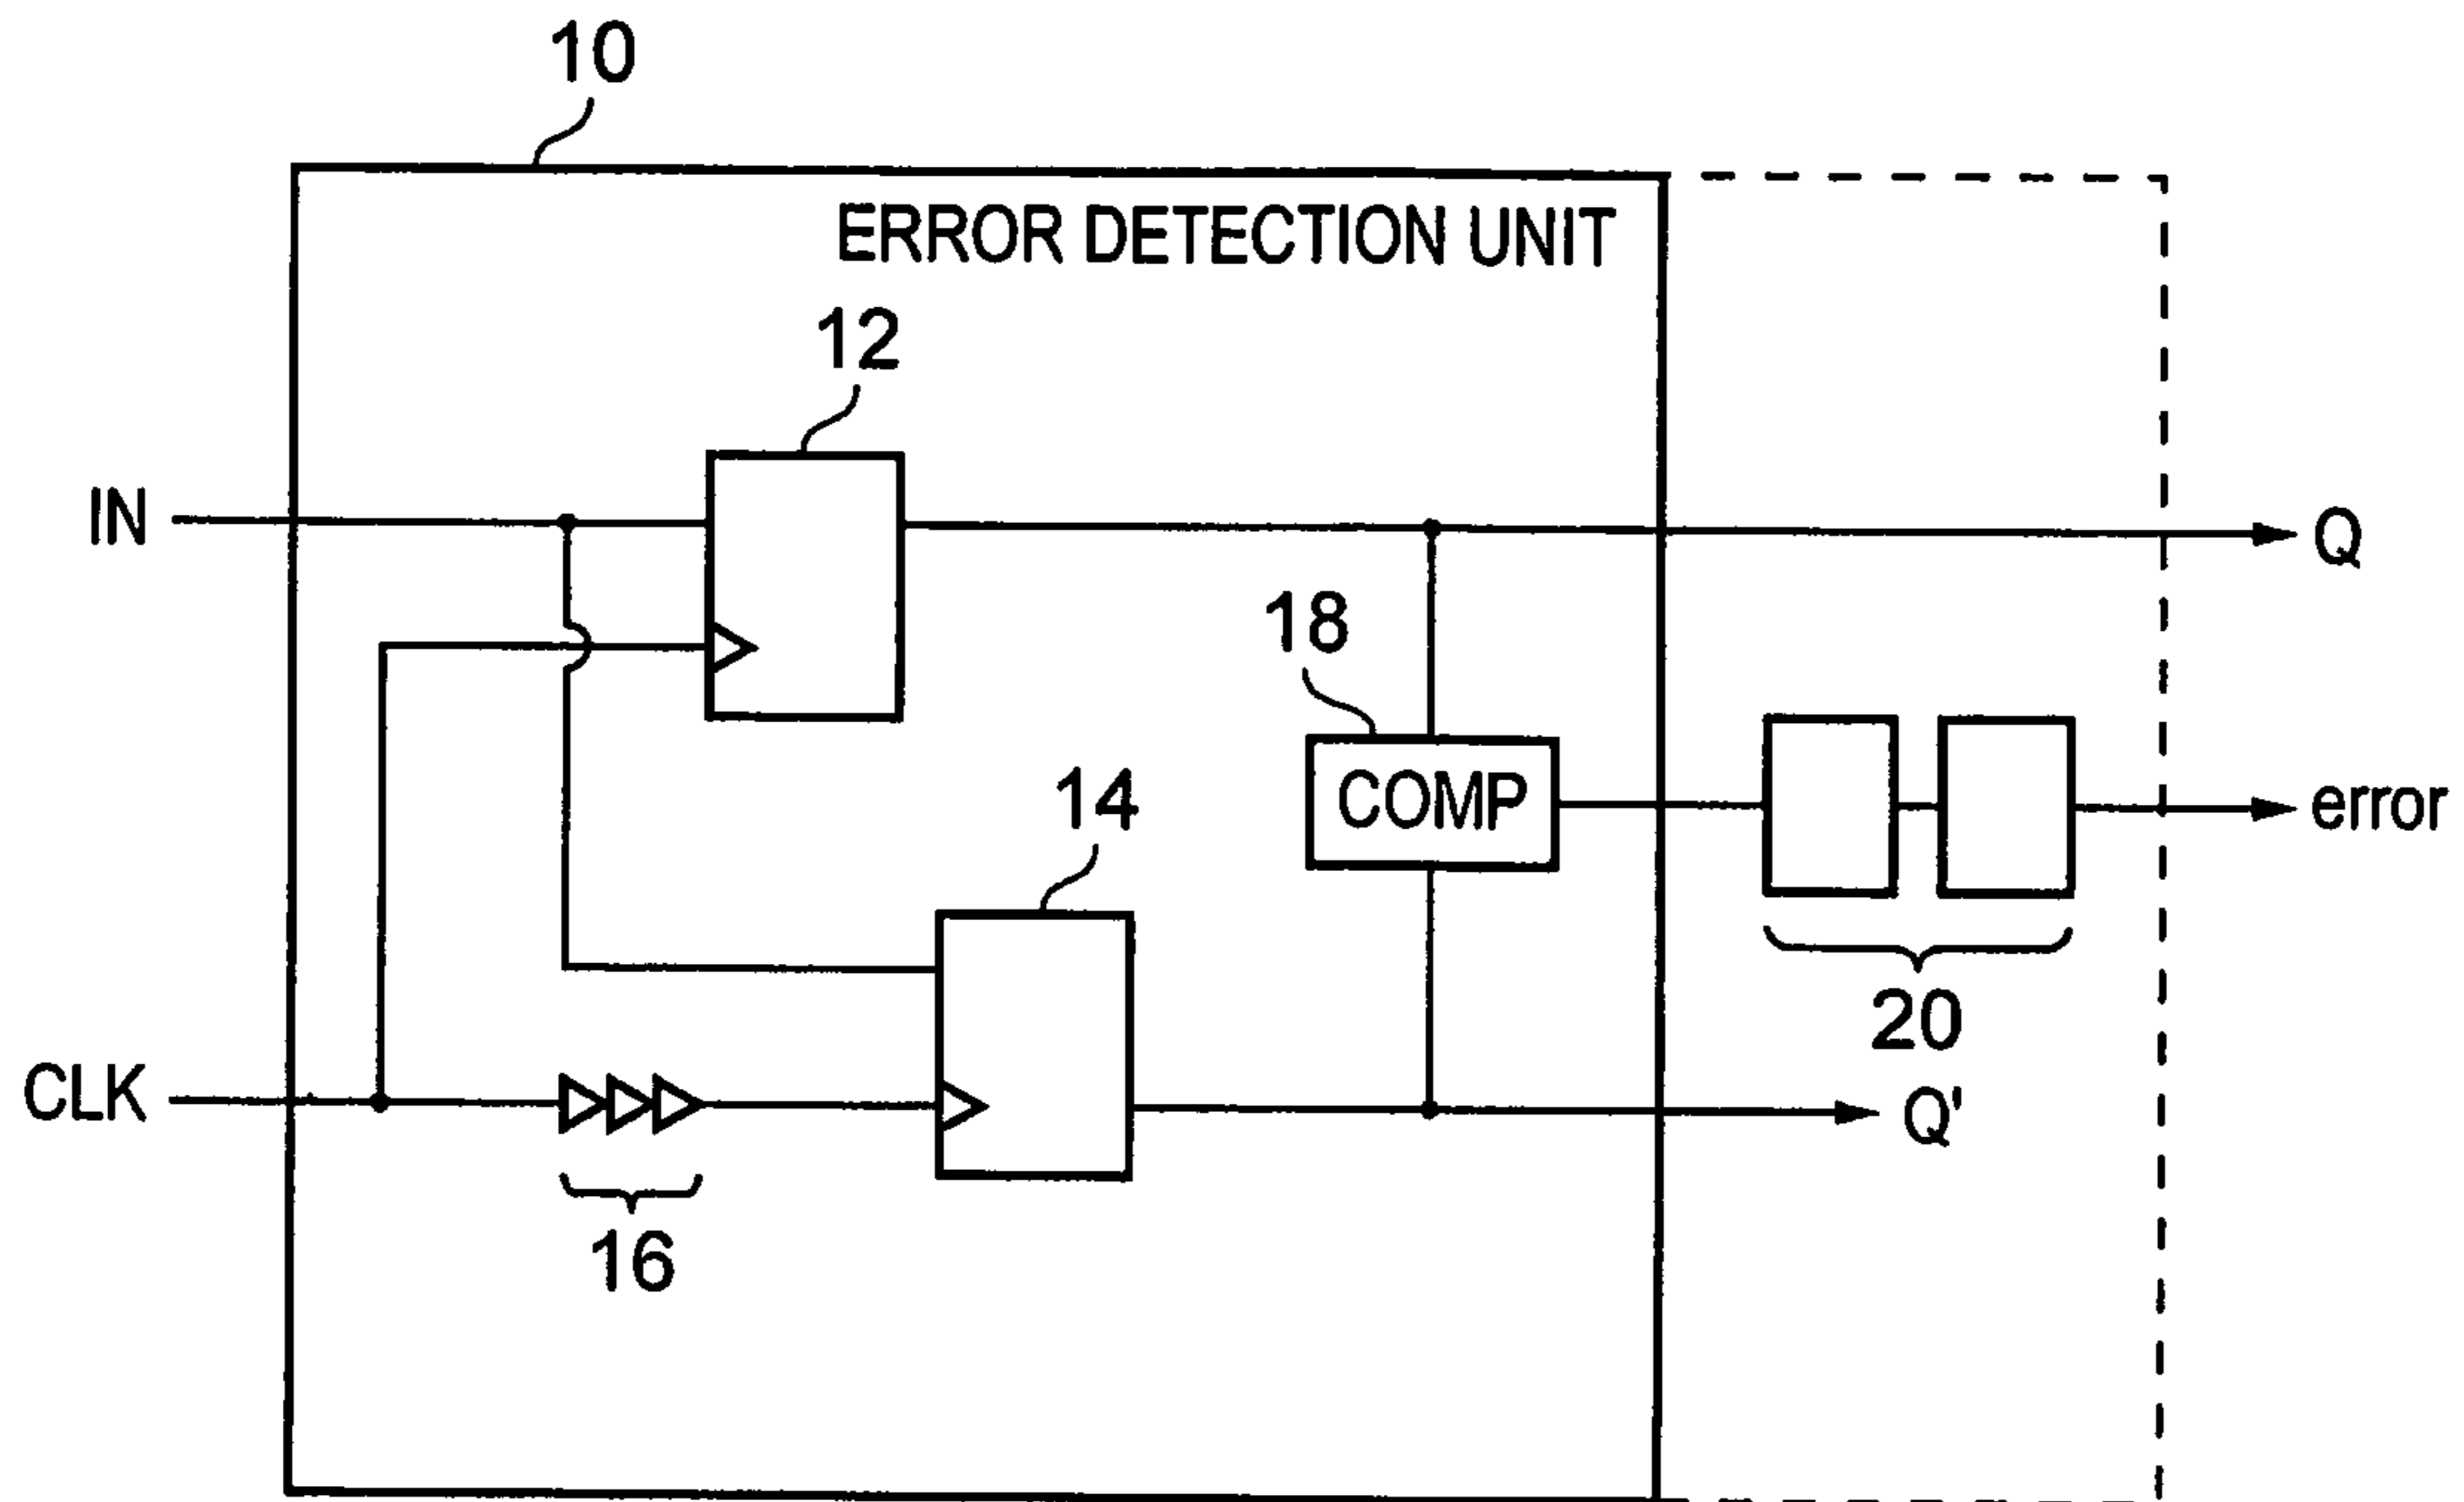 10
ERROR DETECTION UNIT
12
IN
Q
18
COMP
14
error
20
CLK
Q'
16